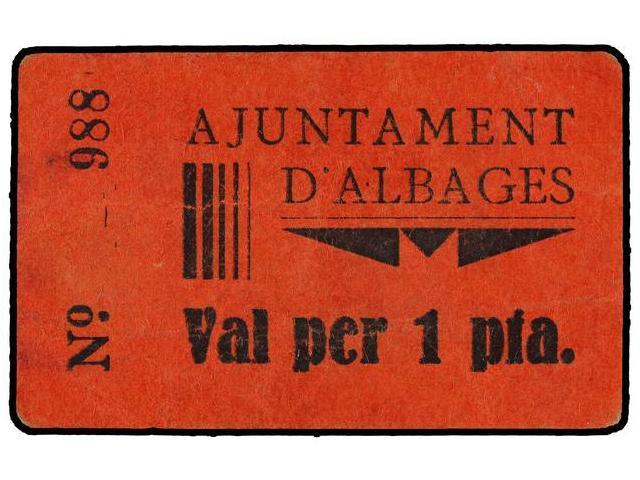 AJUNTAMENT
D'ALBAGES
Val per 1 pta.
Nº. - 988